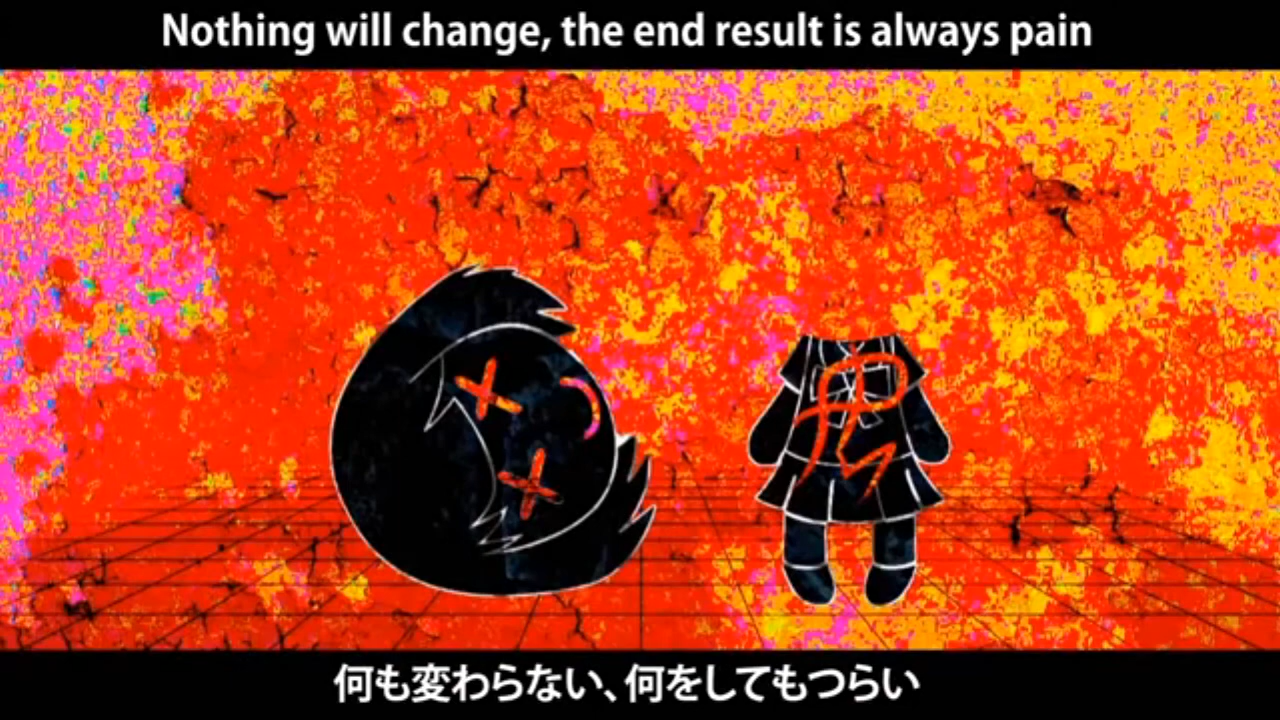 Nothing will change, the end result is always pain
何も変わらない、何をしてもつらい